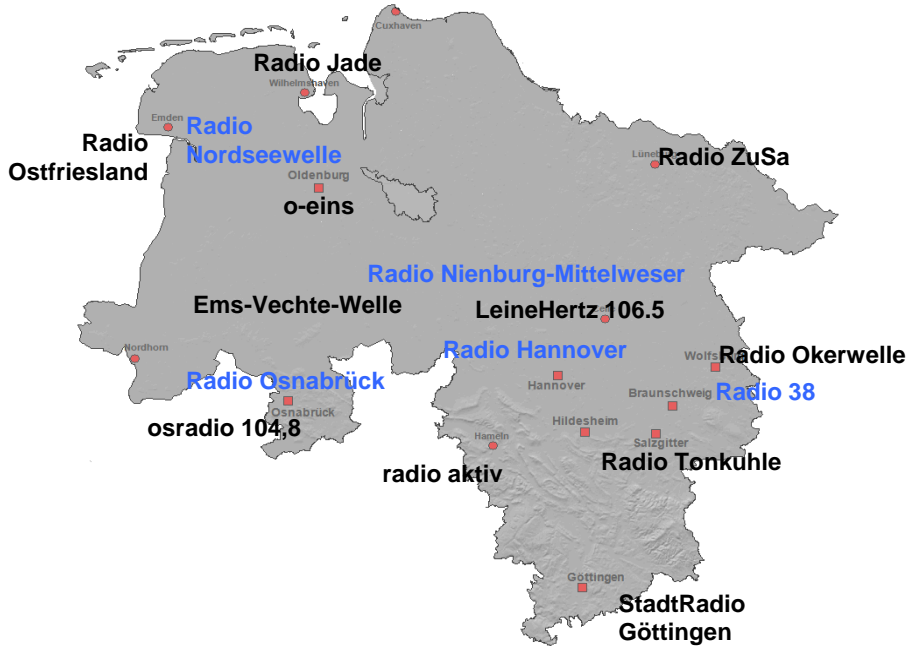 Cuxhaven
Radio Jade
Wilhelmshaven
Emden
Radio
Nordseewelle
Radio
Ostfriesland
Lüneburg
Radio ZuSa
Oldenburg
o-eins
Radio Nienburg-Mittelweser
Ems-Vechte-Welle
LeineHertz 106.5
Nordhorn
Radio Hannover
Radio Okerwelle
Hannover
Radio Osnabrück
Braunschweig
Radio 38
Osnabrück
osradio 104,8
Hildesheim
Hameln
Salzgitter
radio aktiv
Radio Tonkuhle
Göttingen
StadtRadio
Göttingen